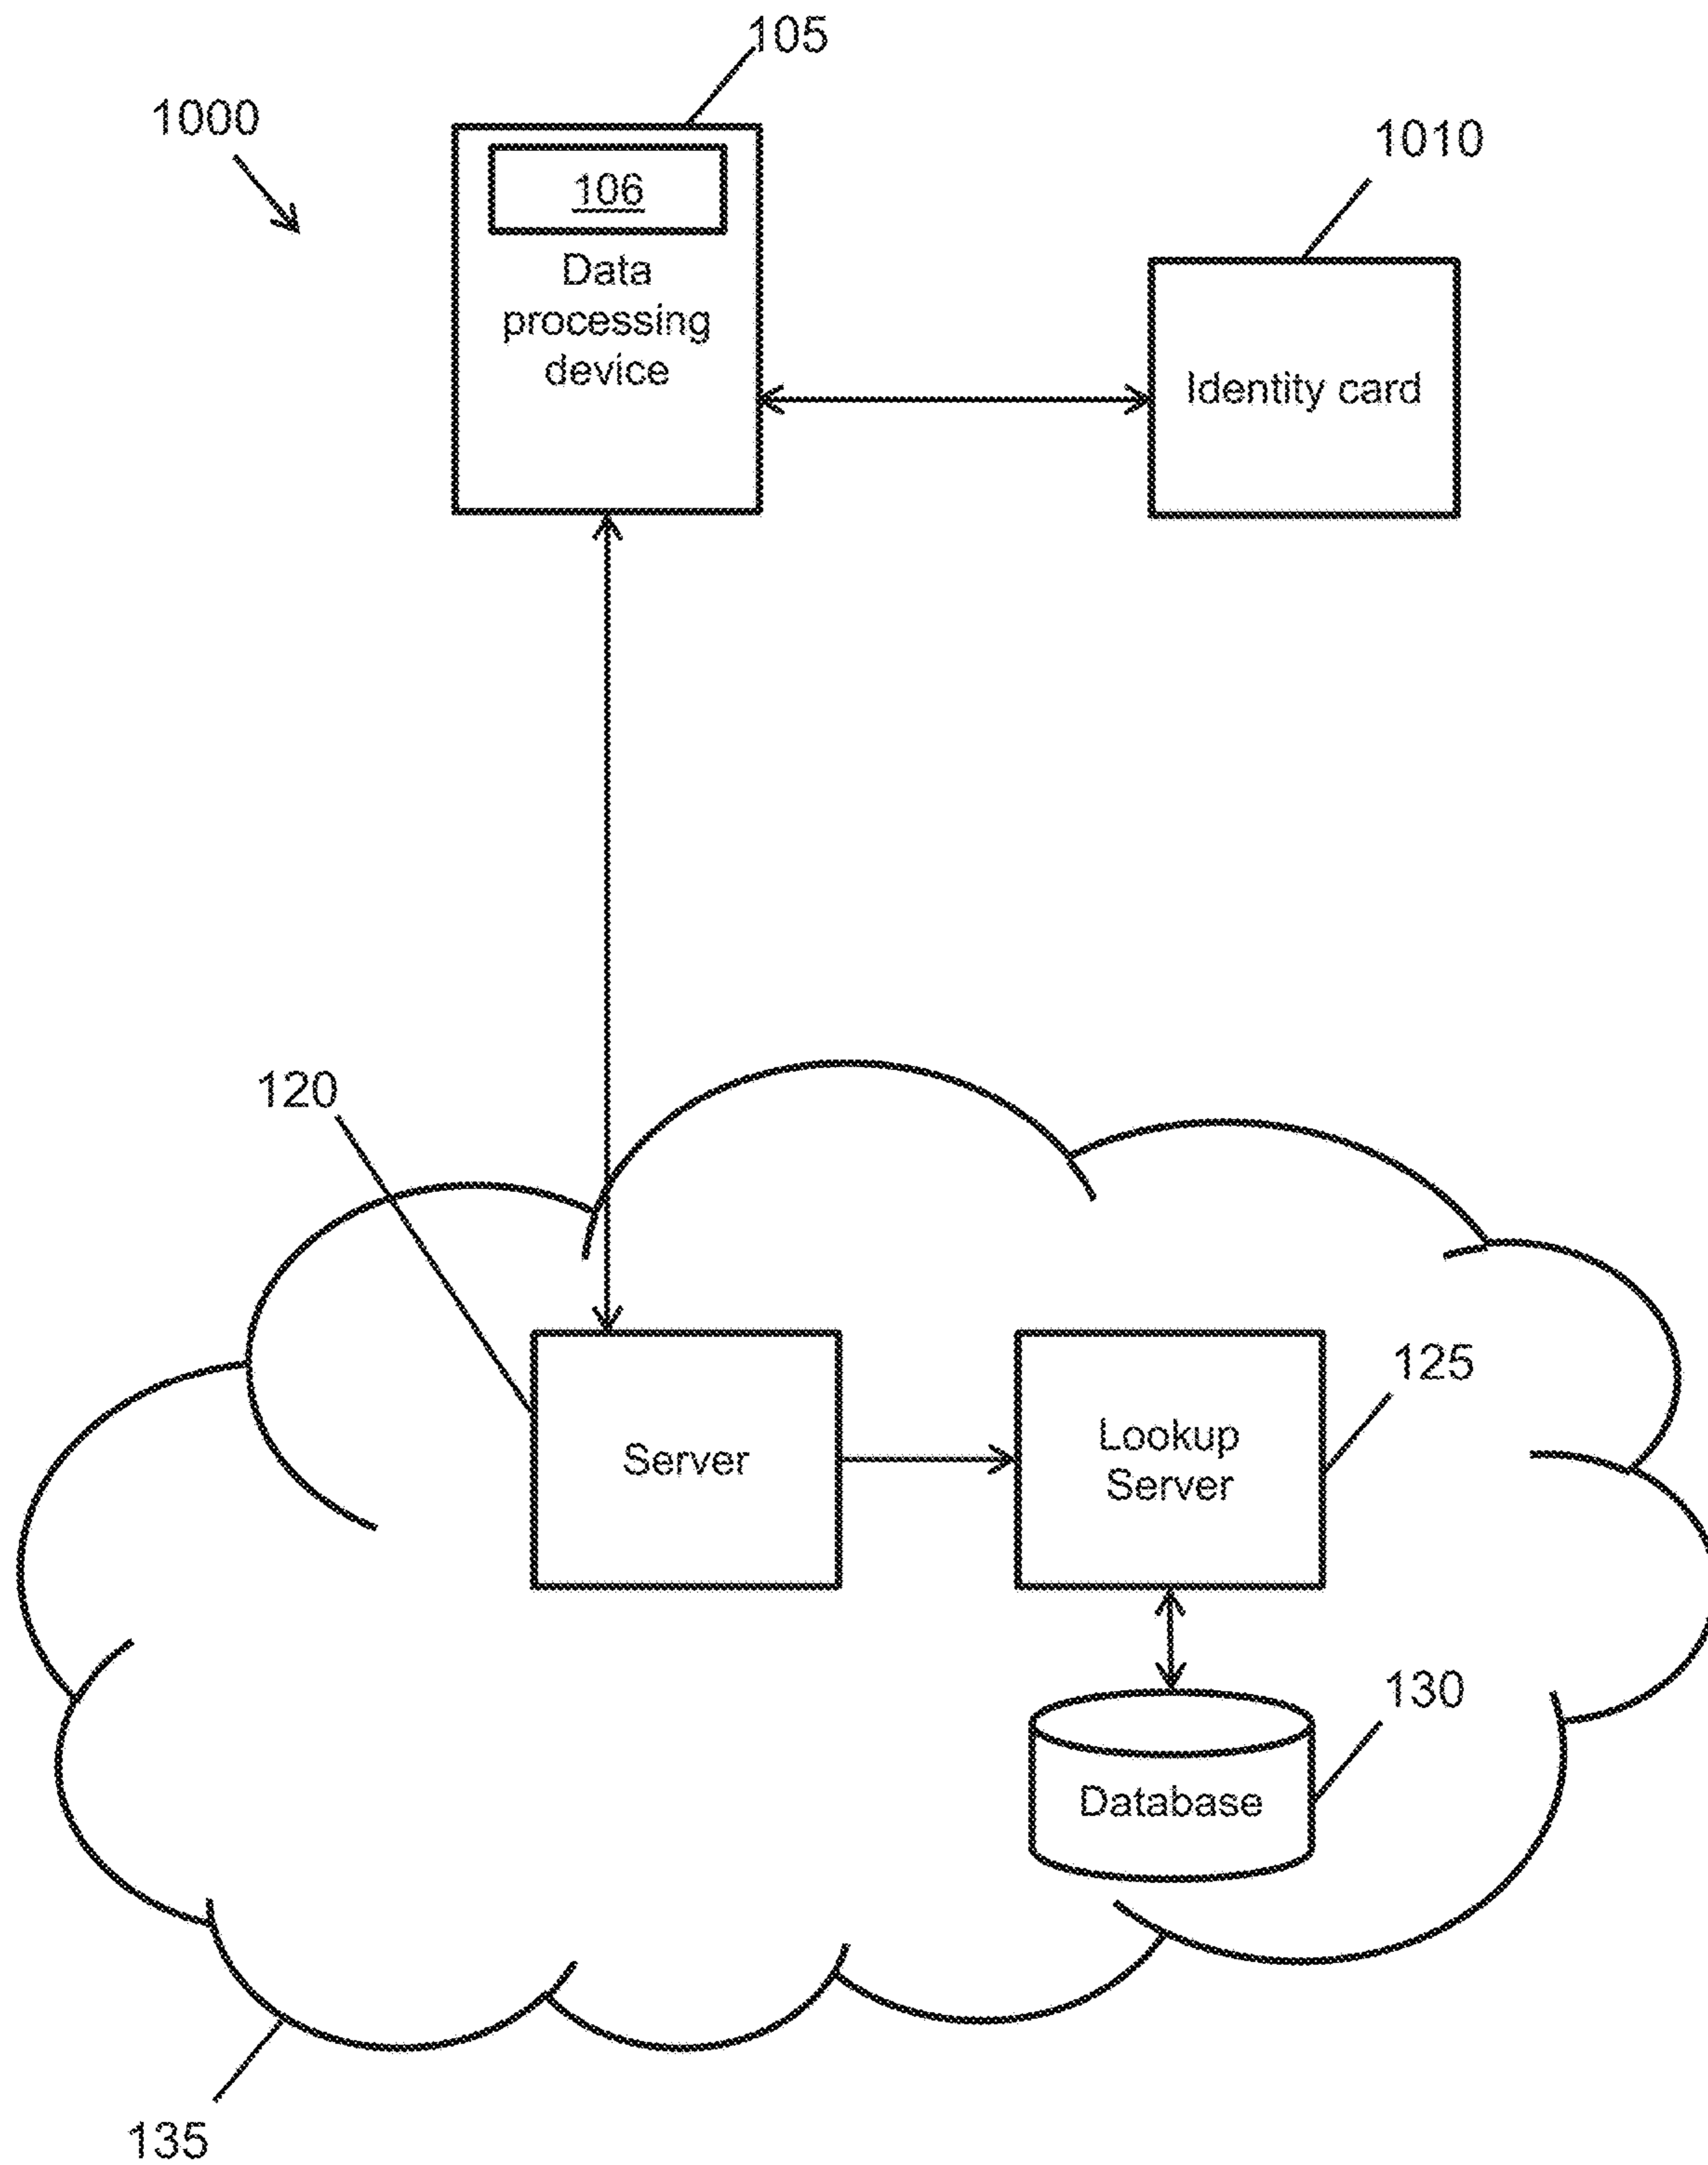 105
1000
1010
106
Data
processing
device
Identity card
120
125
Server
Lookup
Server
130
Database
135